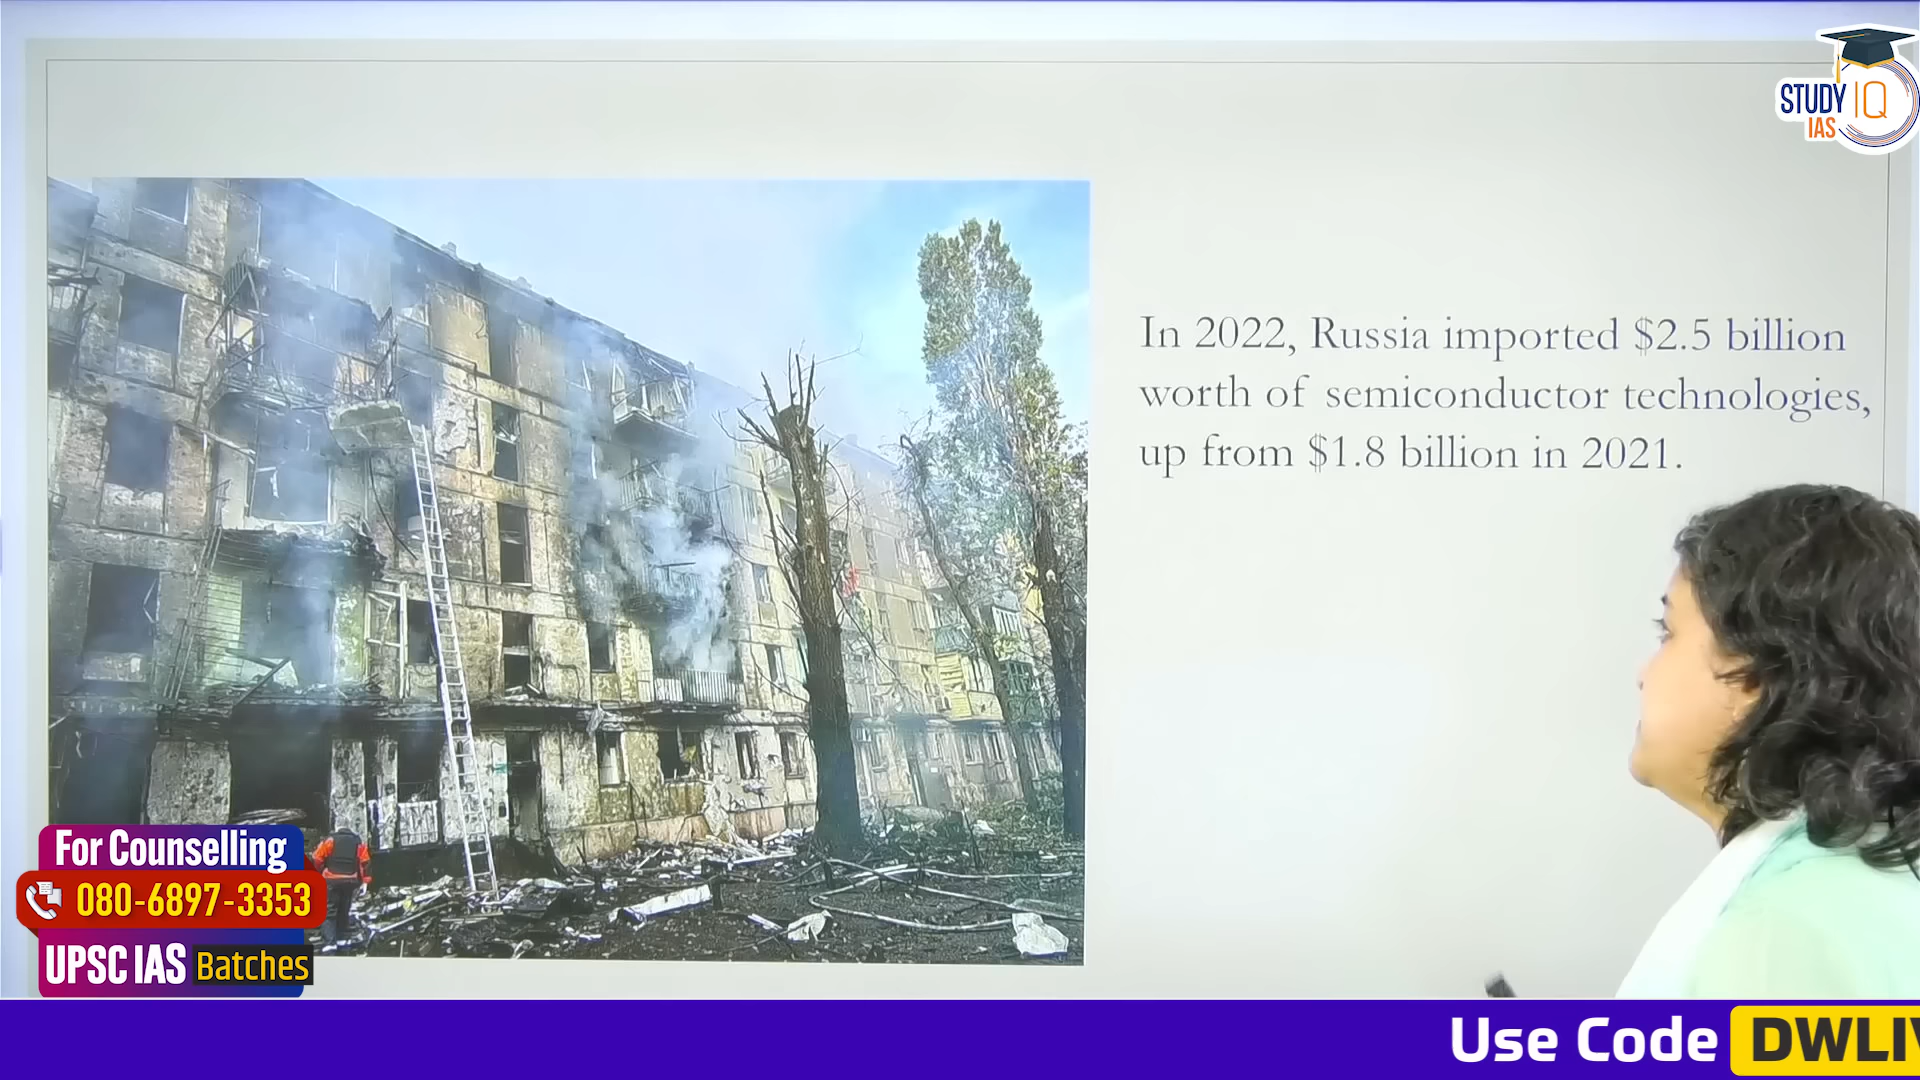 STUDY IQ
IAS
In 2022, Russia imported $2.5 billion
worth of semiconductor technologies,
up from $1.8 billion in 2021.
For Counselling
080-6897-3353
UPSC IAS Batches
Use Code